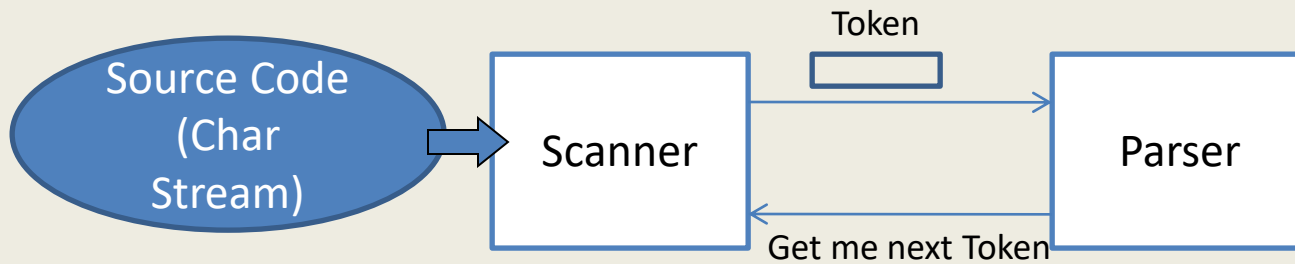 Source Code
(Char
Stream)
Scanner
Token
Get me next Token
Parser